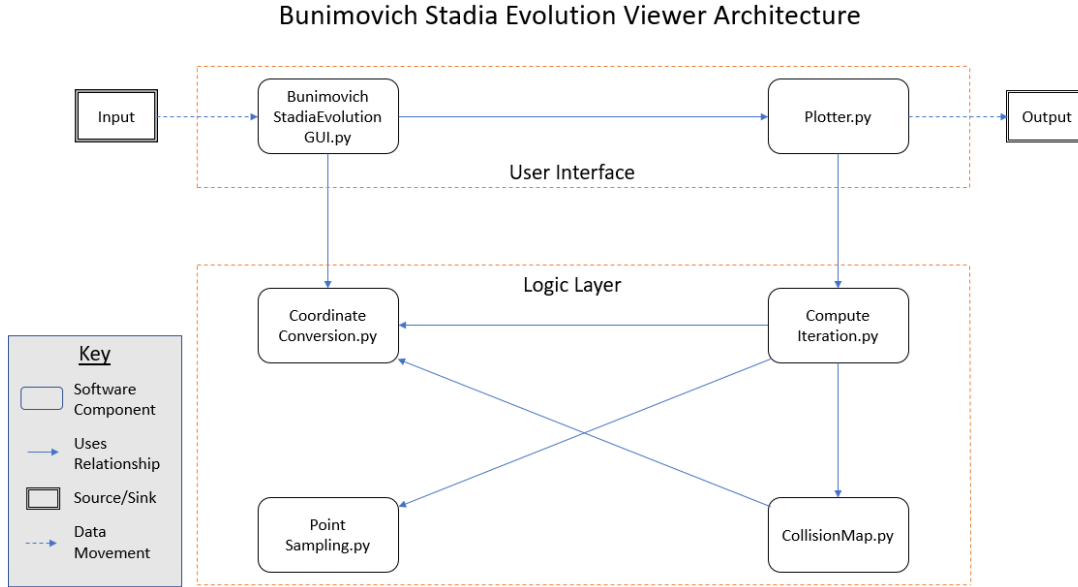 Bunimovich Stadia Evolution Viewer Architecture
Input
Bunimovich
StadiaEvolution
GUI.py
Plotter.py
Output
User Interface
Logic Layer
Coordinate
Conversion.py
Compute
Iteration.py
Point
Sampling.py
CollisionMap.py
Key
Software
Component
Uses
Relationship
Source/Sink
Data
Movement